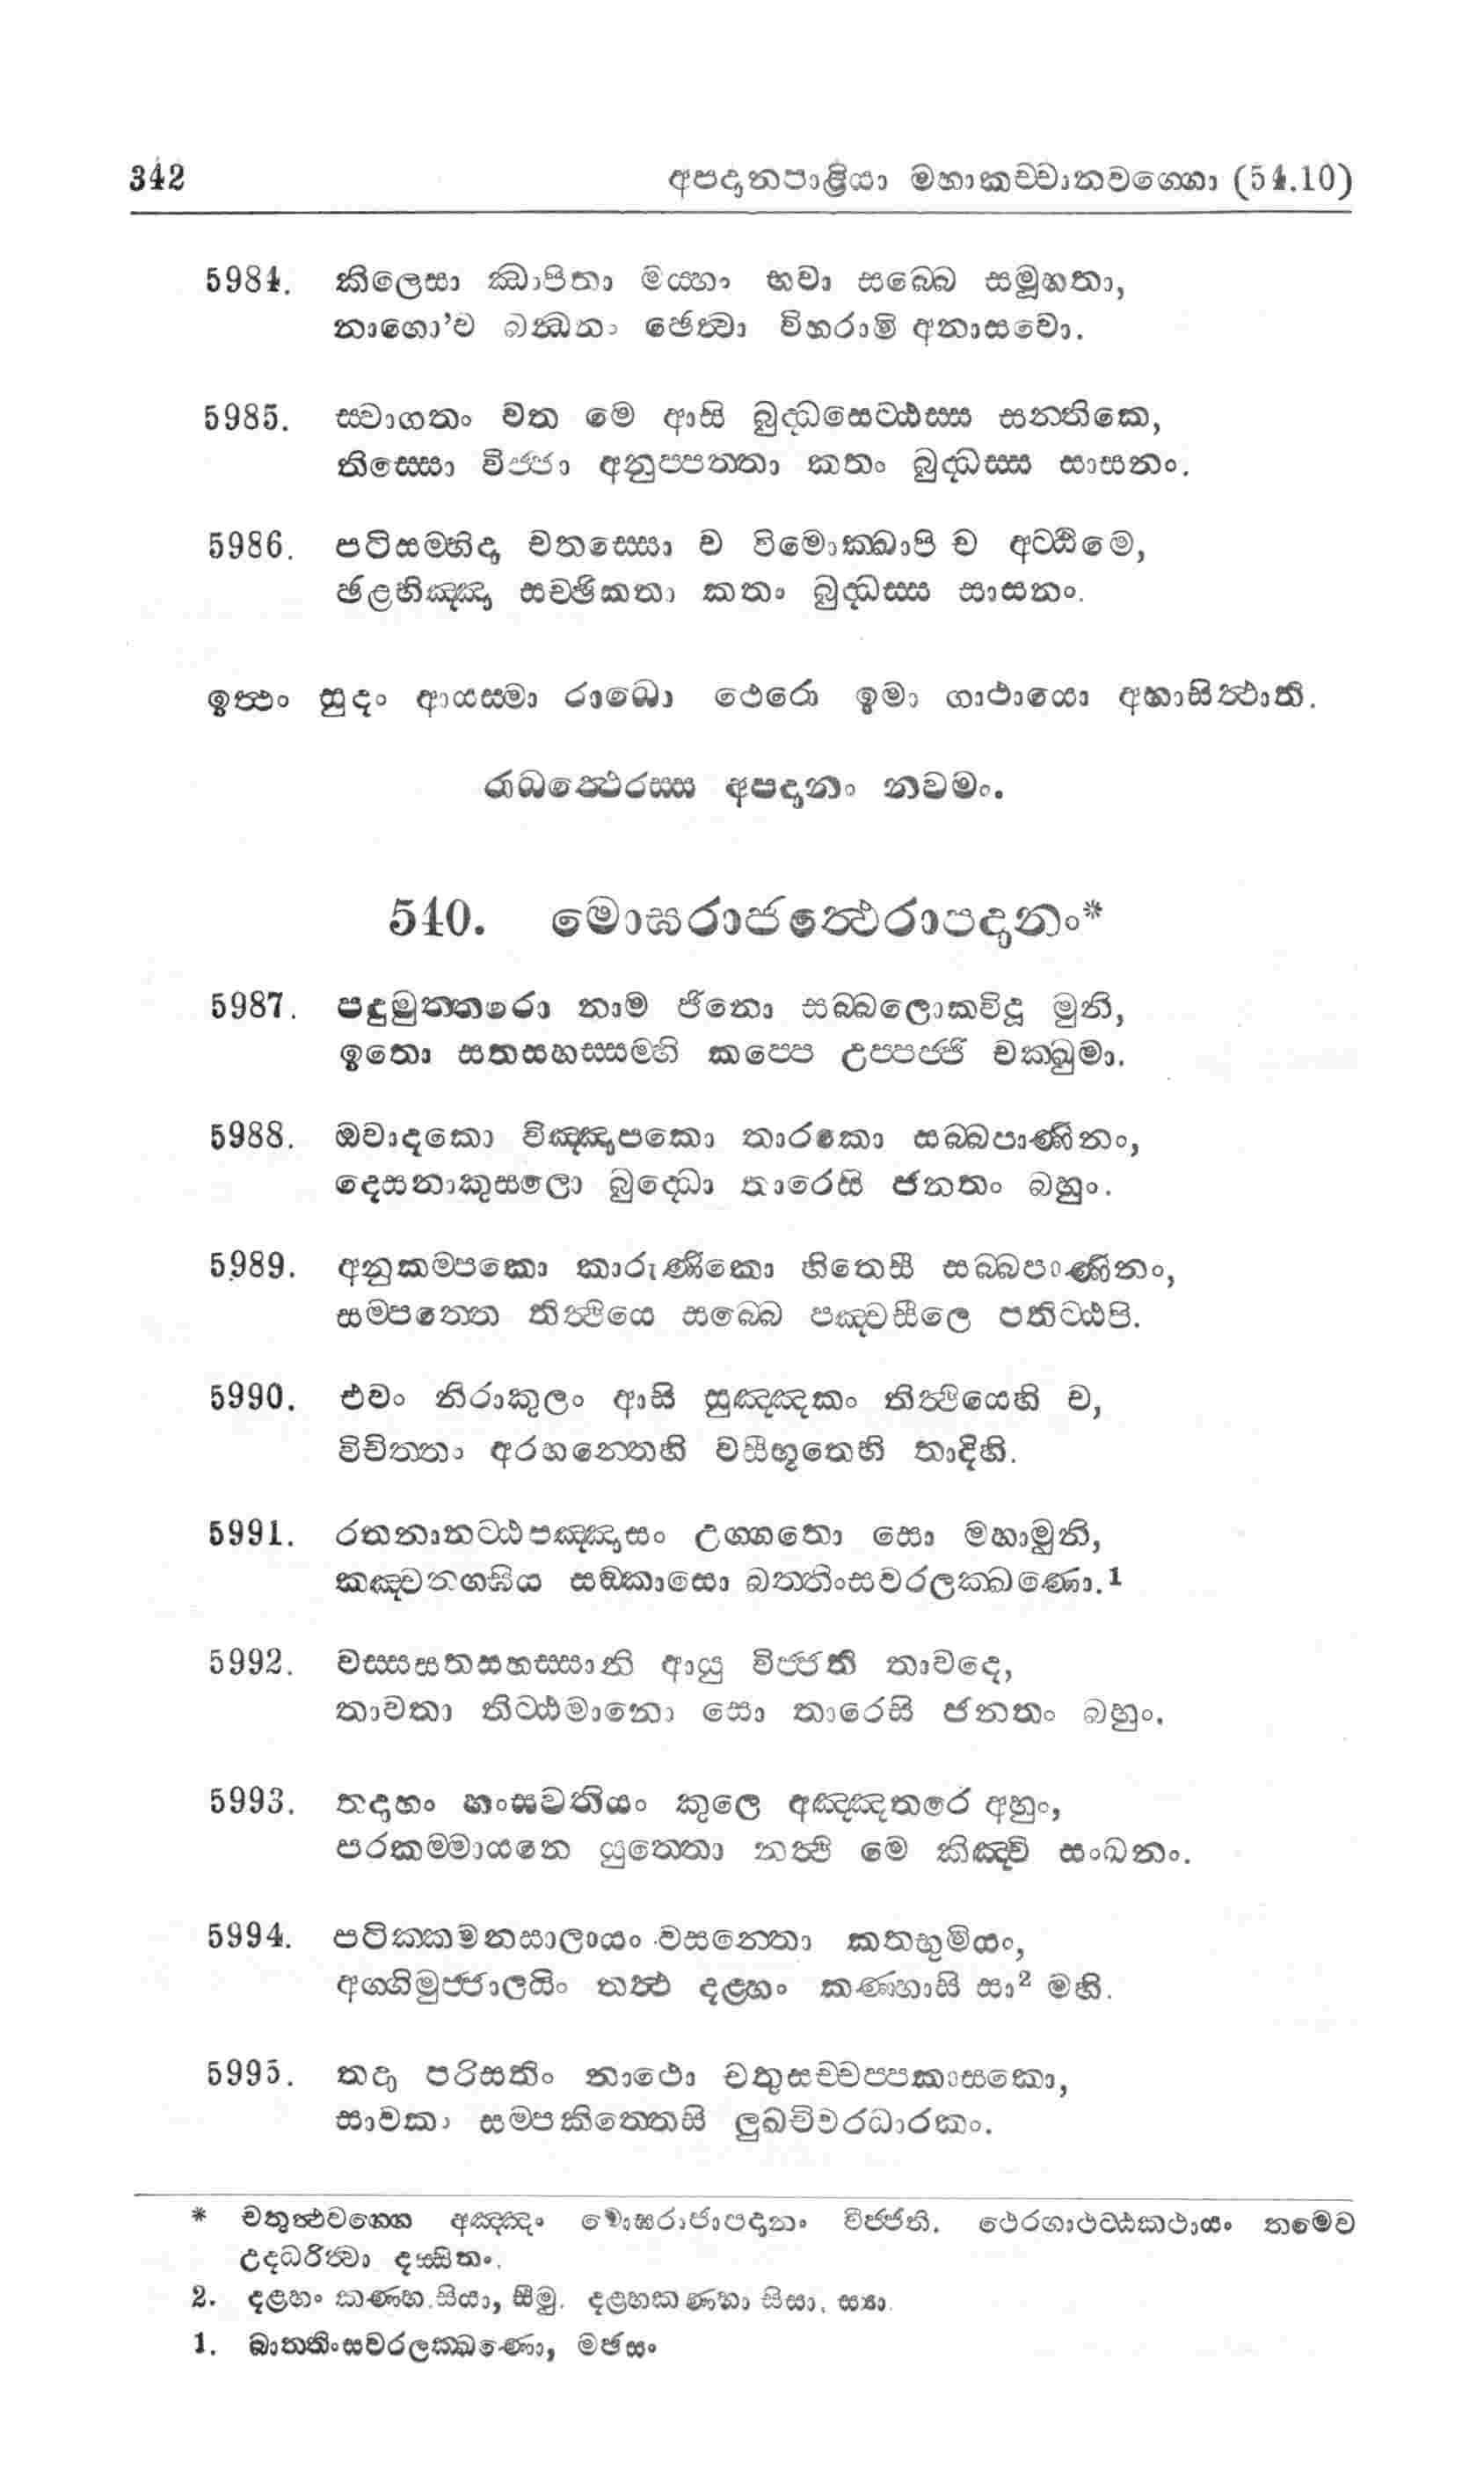 342 අපදානපාළියා මහාකච්චානවග්ගො (54.10)
5984. කිලෙසා ඣාපිතා මය්හං භවා සබ්බෙ සමූහතා,
නාගො'ව බන්ධනං ඡෙත්වා විහරාමි අනාසවො.
5985. ස්වාගතං වත මෙ ආසි බුද්ධසෙට්ඨස්ස සන්තිකෙ,
තිස්සො විජ්ජා අනුප්පත්තා කතං බුද්ධස්ස සාසනං.
5986. පටිසම්භිදා චතස්සො ච විමොක්ඛාපි ච අට්ඨිමෙ,
ඡළභිඤ්ඤා සච්ඡිකතා කතං බුද්ධස්ස සාසනං.
ඉත්ථං සුදං ආයස්මා රාධො ථෙරො ඉමා ගාථායො අභාසිත්ථාති.
රාධත්ථෙරස්ස අපදානං නවමං.
540. මොඝරාජත්ථෙරාපදානං*
5987. පදුමුත්තරො නාම ජිනො සබ්බලොකවිදූ මුනි,
ඉතො සතසහස්සම්හි කප්පෙ උප්පජ්ජි චක්ඛුමා.
5988. ඔවාදකො විඤ්ඤාපකො තාරකො සබ්බපාණිනං,
දෙසනාකුසලො බුද්ධො තාරෙසි ජනතං බහුං.
5989. අනුකම්පකො කාරුණිකො හිතෙසී සබ්බපාණිනං,
සම්පත්තෙ තිත්ථියෙ සබ්බෙ පඤ්චසීලෙ පතිට්ඨපි.
5990. එවං නිරාකුලං ආසි සුඤ්ඤකං තිත්ථියෙහි ච,
විචිත්තං අරහන්තෙහි වසීභූතෙහි තාදිහි.
5991. රතනානට්ඨපඤ්ඤාසං උග්ගතො සො මහාමුනි,
කඤ්චනග්ඝිය සඞ්කාසො බත්තිංසවරලක්ඛණො.1
5992. වස්සසතසහස්සානි ආයු විජ්ජති තාවදෙ,
තාවතා තිට්ඨමානො සො තාරෙසි ජනතං බහුං.
5993. තදාහං හංසවතියං කුලෙ අඤ්ඤතරෙ අහුං,
පරකම්මායනෙ යුත්තො නත්ථි මෙ කිඤ්චි සංඛනං.
5994. පටික්කමනසාලායං වසන්තො කතභූමියං,
අග්ගිමුජ්ජාලයිං තත්ථ දළ්හං කණ්හාසි සා2 මහී.
5995. තදා පරිසතිං නාථො චතුසච්චප්පකාසකො,
සාවකං සම්පකිත්තෙසි ලුඛචීවරධාරකං.
* චතුත්ථවග්ගෙ අඤ්ඤං මොඝරාජාපදානං විජ්ජති. ථෙරගාථට්ඨකථායං තමෙව
උද්ධරිත්වා දස්සිතං.
2. දළ්හං කණ්හ.සියා, සීමු. දළ්හකණ්හා සිසා, ස්‍යා.
1. බාත්තිංසවරලක්ඛණො, මඡසං